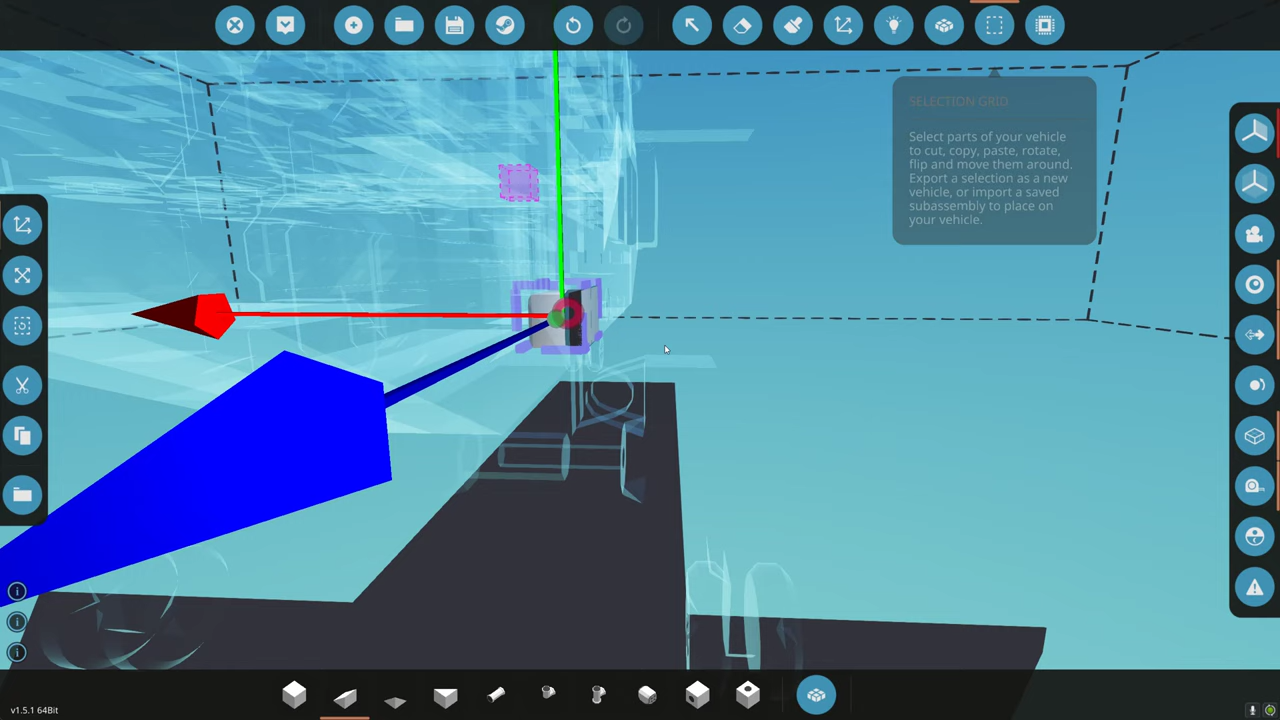 SELECTION GRID
Select parts of your vehicle
to cut, copy, paste, rotate,
flip and move them around.
Export a selection as a new
vehicle, or import a saved
subassembly to place on
your vehicle.
v1.5.1 64Bit